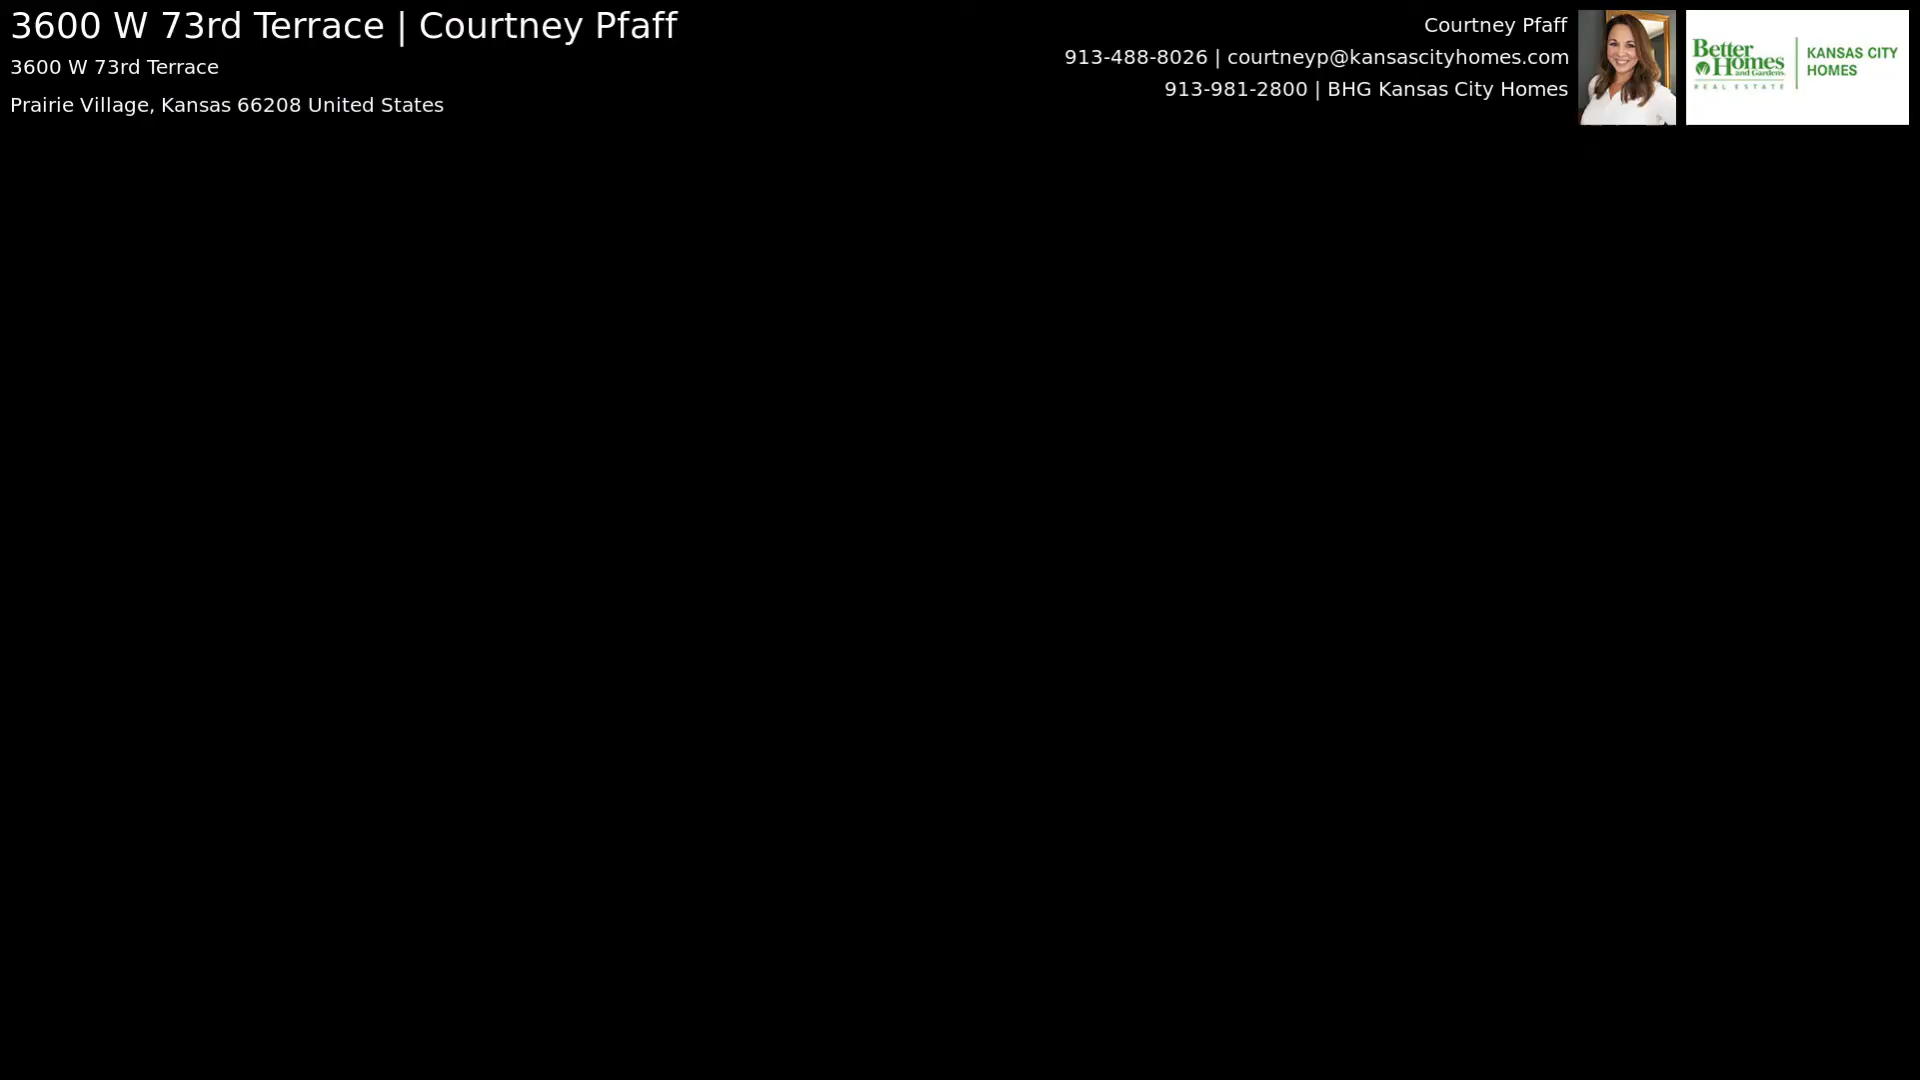 3600 W 73rd Terrace | Courtney Pfaff
3600 W 73rd Terrace
Prairie Village, Kansas 66208 United States
Courtney Pfaff
913-488-8026 | courtneyp@kansascityhomes.com
913-981-2800 | BHG Kansas City Homes
Better
Homes
and Gardens
REAL ESTATE
KANSAS CITY
HOMES